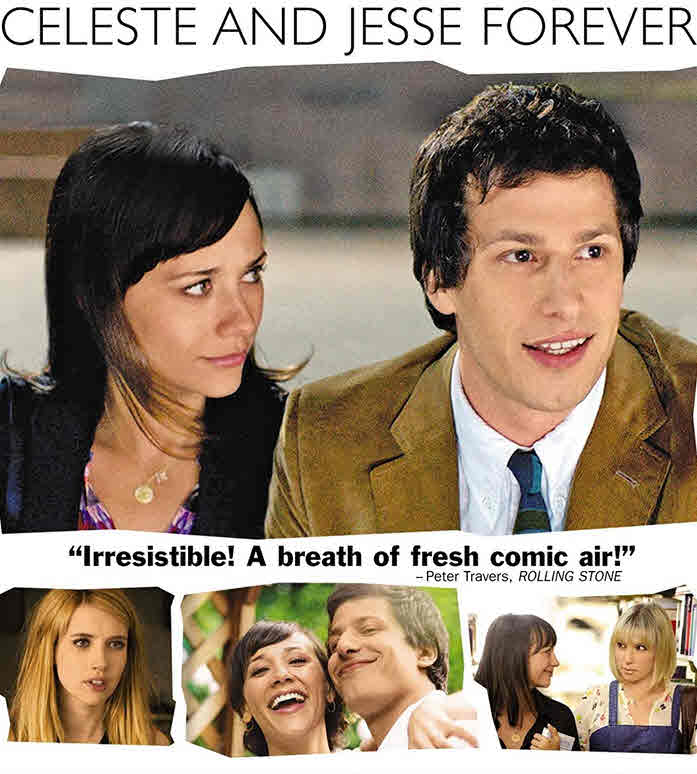 CELESTE AND JESSE FOREVER
“Irresistible! A breath of fresh comic air!”
– Peter Travers, ROLLING STONE